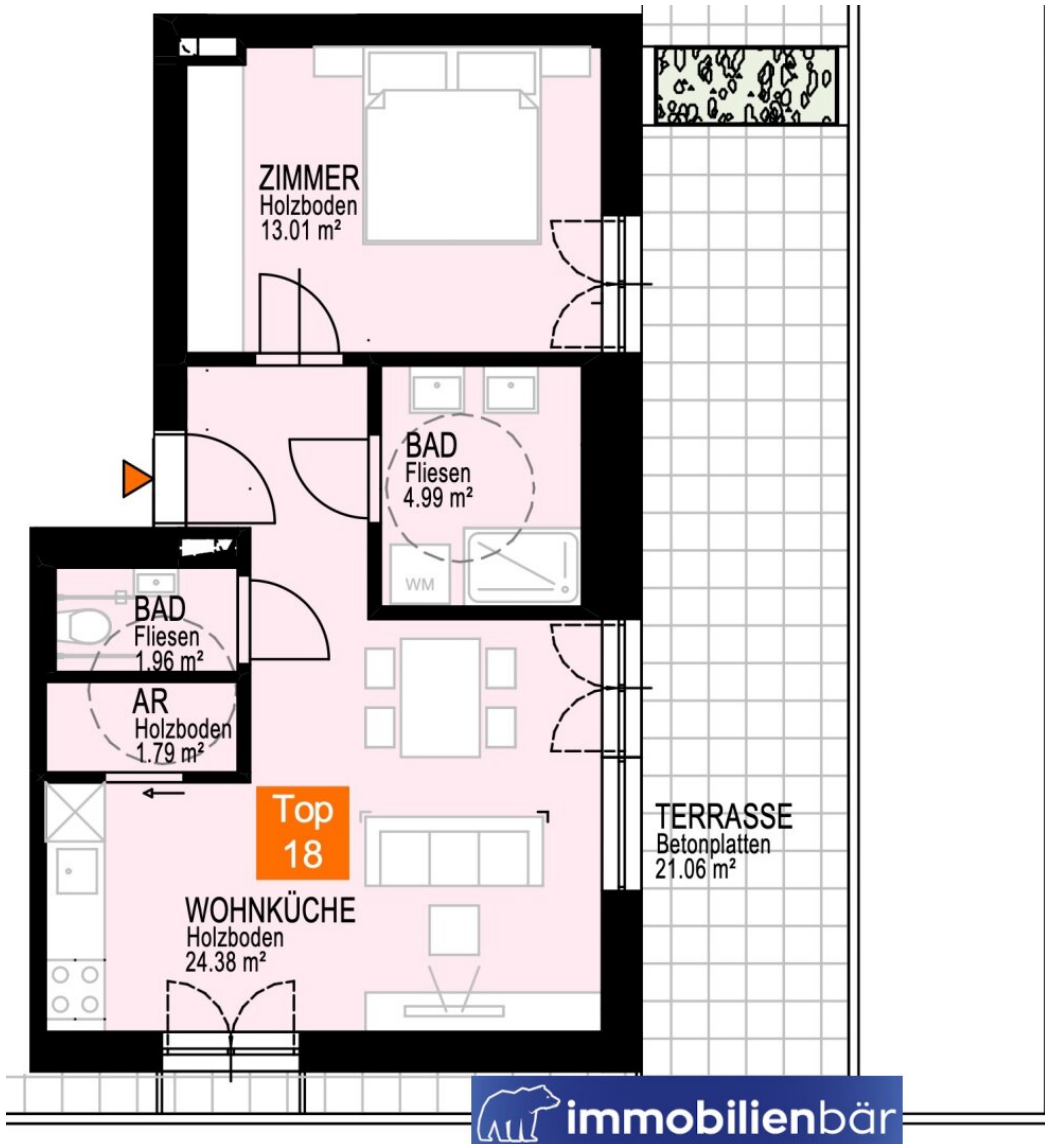 ZIMMER
Holzboden
13.01 m²
BAD
Fliesen
4.99 m²
WM
BAD
Fliesen
1.96 m²
AR
Holzboden
1.79 m²
Top
18
TERRASSE
Betonplatten
21.06 m²
WOHNKÜCHE
Holzboden
24.38 m²
immobilienbär